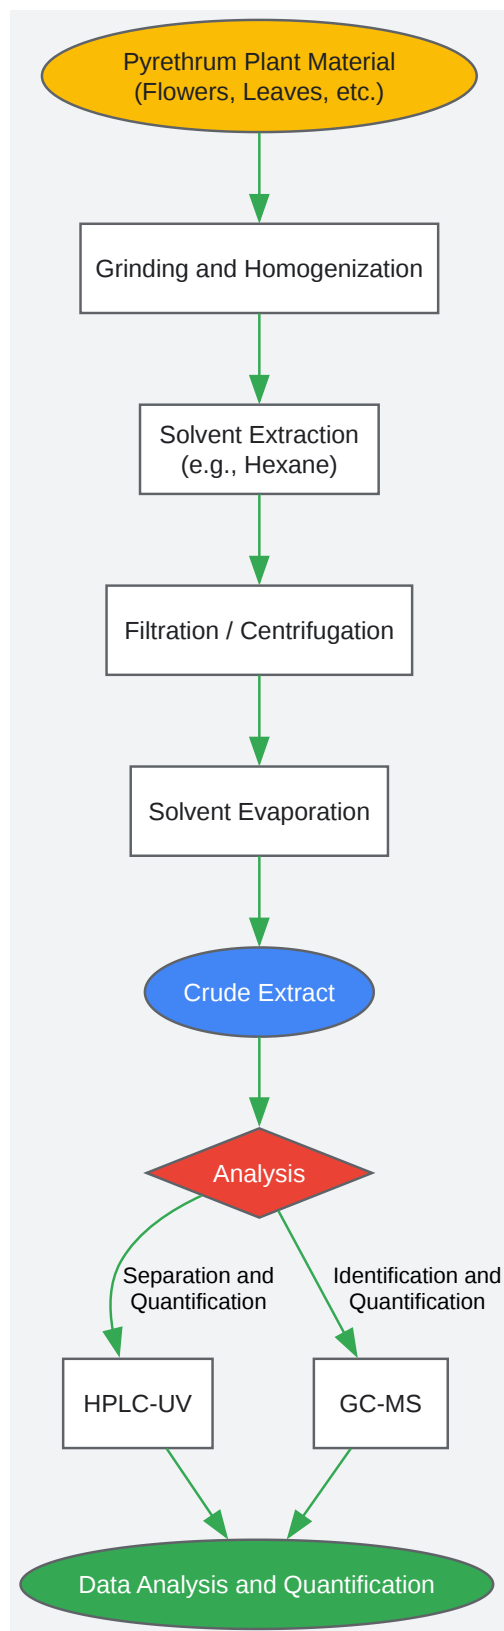 Pyrethrum Plant Material
(Flowers, Leaves, etc.)
Grinding and Homogenization
Solvent Extraction
(e.g., Hexane)
Filtration / Centrifugation
Solvent Evaporation
Crude Extract
Analysis
Separation and
Quantification
Identification and
Quantification
HPLC-UV
GC-MS
Data Analysis and Quantification